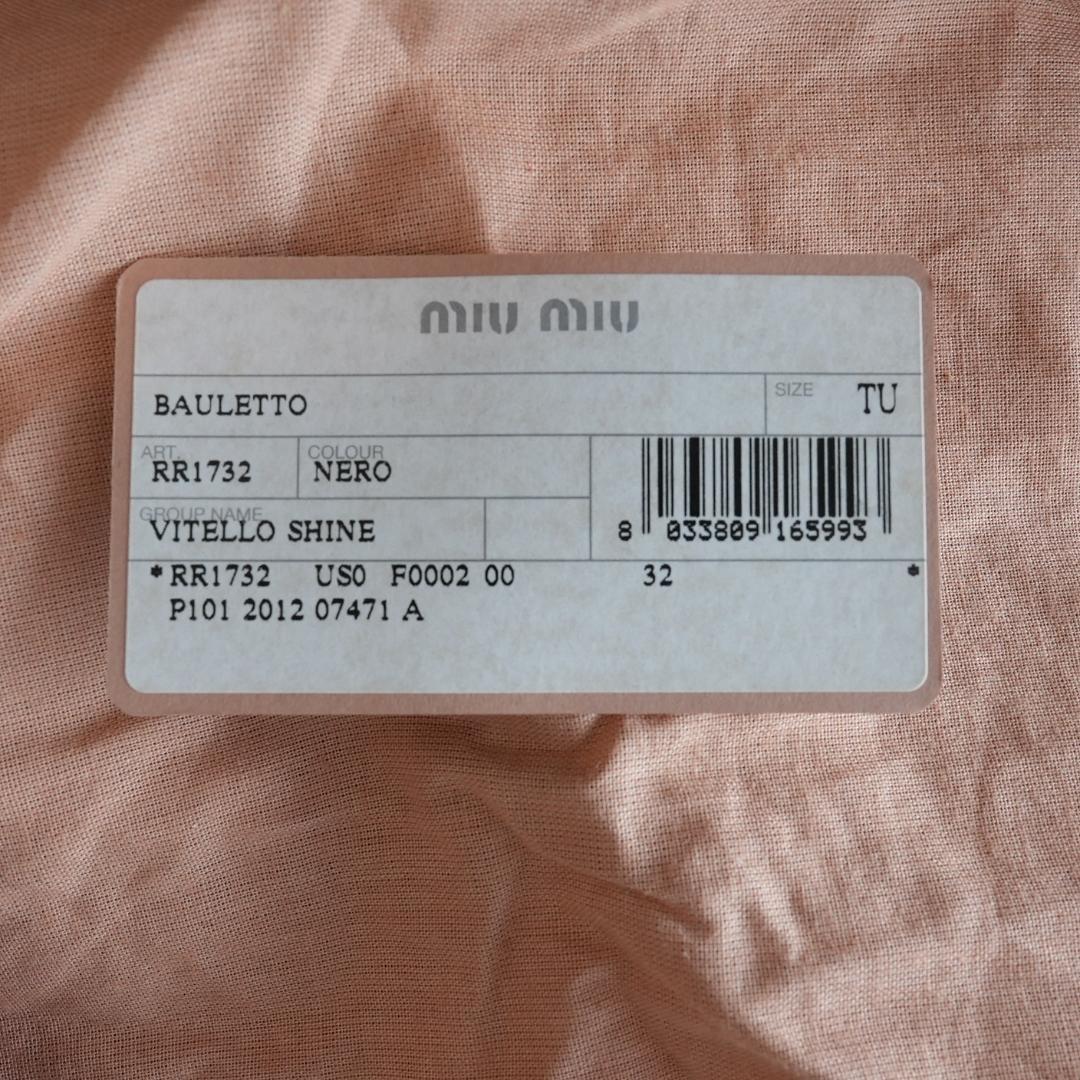 MIU MIU
BAULETTO
SIZE TU
ART. RR1732
COLOUR NERO
GROUP NAME VITELLO SHINE
8 033809 165993
*RR1732 US0 F0002 00 32 *
P101 2012 07471 A